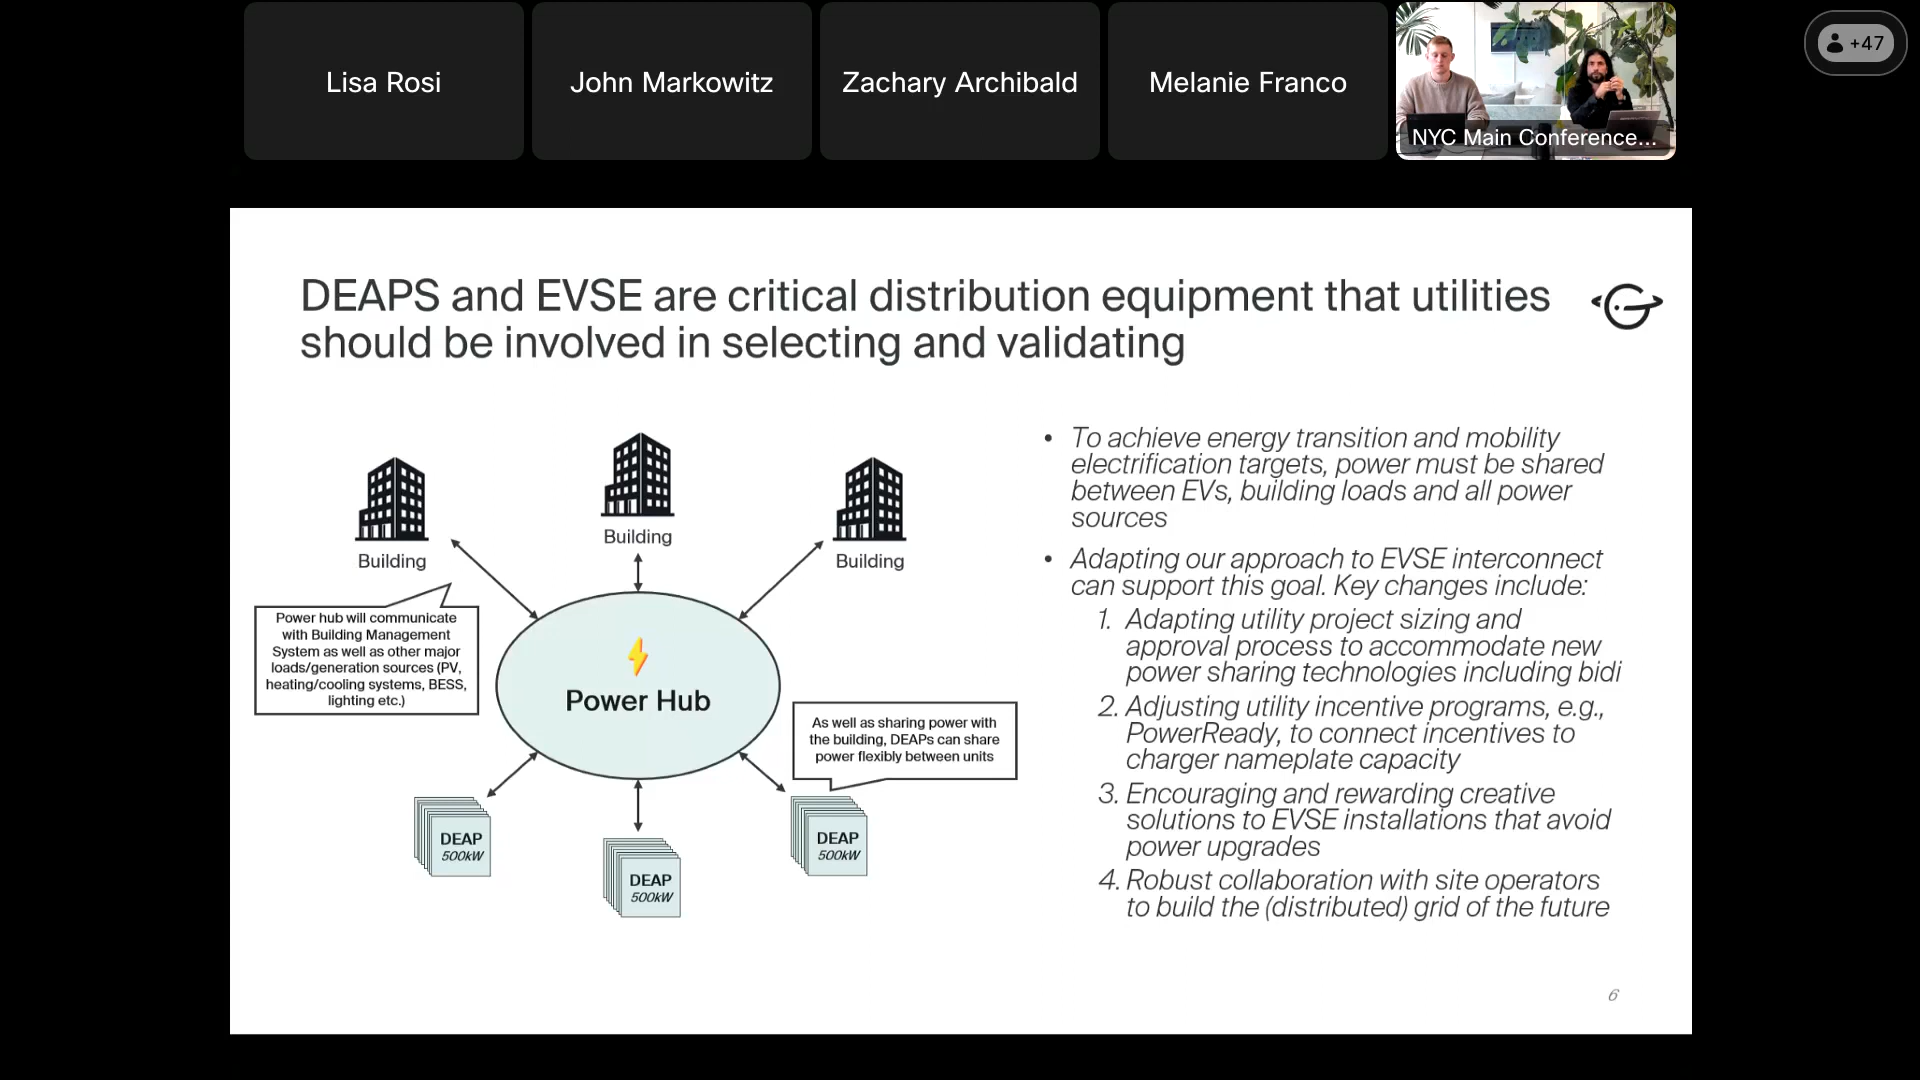 Lisa Rosi
John Markowitz
Zachary Archibald
Melanie Franco
NYC Main Conference...
+47
DEAPS and EVSE are critical distribution equipment that utilities
should be involved in selecting and validating
Building
Building
Building
Power hub will communicate
with Building Management
System as well as other major
loads/generation sources (PV,
heating/cooling systems, BESS,
lighting etc.)
Power Hub
As well as sharing power with
the building, DEAPs can share
power flexibly between units
DEAP
500kW
DEAP
500kW
DEAP
500kW
• To achieve energy transition and mobility
electrification targets, power must be shared
between EVs, building loads and all power
sources
• Adapting our approach to EVSE interconnect
can support this goal. Key changes include:
1. Adapting utility project sizing and
approval process to accommodate new
power sharing technologies including bidi
2. Adjusting utility incentive programs, e.g.,
PowerReady, to connect incentives to
charger nameplate capacity
3. Encouraging and rewarding creative
solutions to EVSE installations that avoid
power upgrades
4. Robust collaboration with site operators
to build the (distributed) grid of the future
6